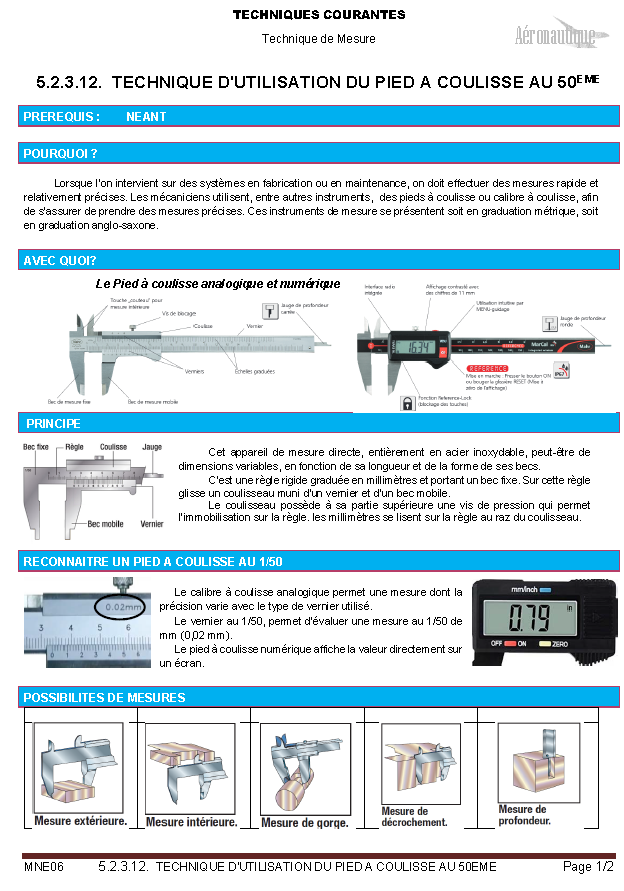 TECHNIQUES COURANTES
Technique de Mesure
Aéronautique
5.2.3.12. TECHNIQUE D'UTILISATION DU PIED A COULISSE AU 50EME
PREREQUIS : NEANT
POURQUOI ?
Lorsque l'on intervient sur des systèmes en fabrication ou en maintenance, on doit effectuer des mesures rapide et
relativement précises. Les mécaniciens utilisent, entre autres instruments, des pieds à coulisse ou calibre à coulisse, afin
de s'assurer de prendre des mesures précises. Ces instruments de mesure se présentent soit en graduation métrique, soit
en graduation anglo-saxone.
AVEC QUOI?
Le Pied à coulisse analogique et numérique
Touche „couteau" pour
mesure intérieure
Vis de blocage
Coulisse
Vernier
Jauge de profondeur
carrée
Verniers
Echelles graduées
Bec de mesure fixe
Bec de mesure mobile
Interface radio
intégrée
Affichage contrasté avec
des chiffres de 11 mm
Utilisation intuitive par
MENU guidage
Jauge de profondeur
ronde
1634
MarCal
Mahr
REFERENCE
Mise en marche : Presser le bouton ON
ou bouger la glissière RESET (Mise à
zéro de l'affichage)
IP67
Fonction Reference-Lock
(blocage des touches)
PRINCIPE
Bec fixe Règle Coulisse Jauge
Bec mobile Vernier
Cet appareil de mesure directe, entièrement en acier inoxydable, peut-être de
dimensions variables, en fonction de sa longueur et de la forme de ses becs.
C'est une règle rigide graduée en millimètres et portant un bec fixe. Sur cette règle
glisse un coulisseau muni d'un vernier et d'un bec mobile.
Le coulisseau possède à sa partie supérieure une vis de pression qui permet
l'immobilisation sur la règle. les millimètres se lisent sur la règle au raz du coulisseau.
RECONNAITRE UN PIED A COULISSE AU 1/50
0.02mm
3 4 5 6
Le calibre à coulisse analogique permet une mesure dont la
précision varie avec le type de vernier utilisé.
Le vernier au 1/50, permet d'évaluer une mesure au 1/50 de
mm (0,02 mm).
Le pied à coulisse numérique affiche la valeur directement sur
un écran.
mm/inch
0.79 in
OFF ON ZERO
POSSIBILITES DE MESURES
Mesure extérieure.
Mesure intérieure.
Mesure de gorge.
Mesure de
décrochement.
Mesure de
profondeur.
MNE06 5.2.3.12. TECHNIQUE D'UTILISATION DU PIED A COULISSE AU 50EME Page 1/2